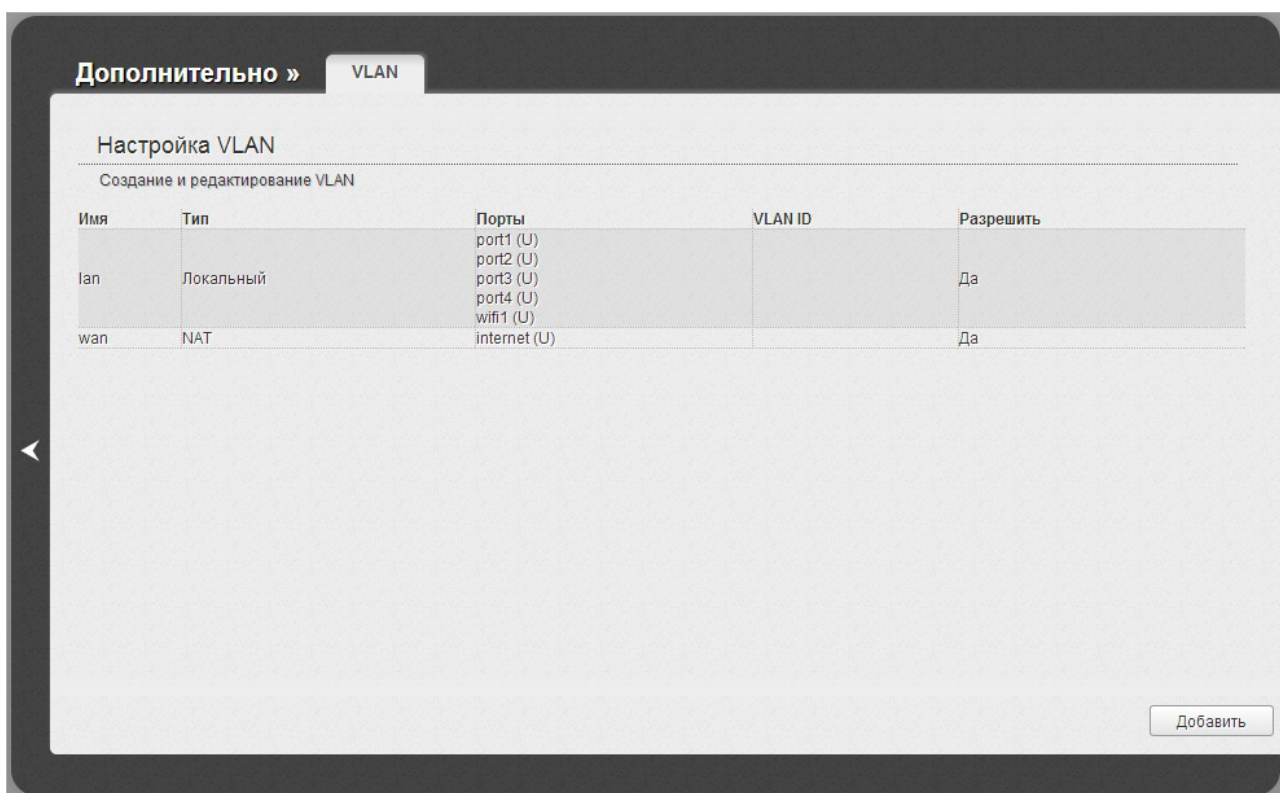 Дополнительно » VLAN
Настройка VLAN
Создание и редактирование VLAN
Имя Тип Порты VLAN ID Разрешить
lan Локальный port1 (U) Да
port2 (U)
port3 (U)
port4 (U)
wifi1 (U)
wan NAT internet (U) Да
Добавить